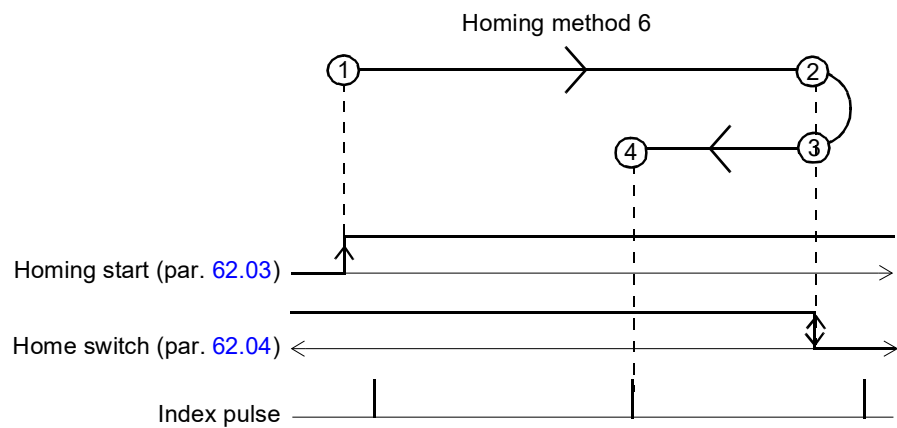 Homing method 6
1
2
4
3
Homing start (par. 62.03)
Home switch (par. 62.04)
Index pulse